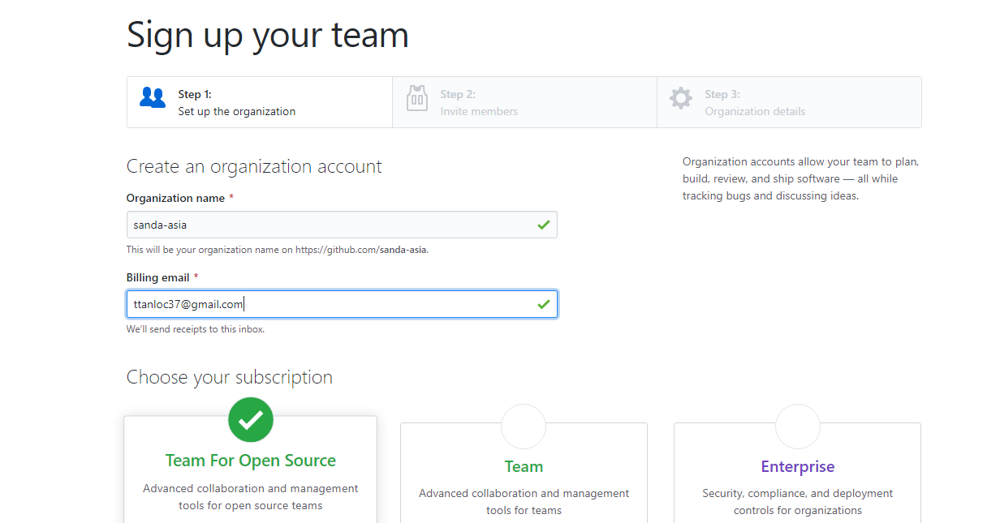 Sign up your team
Step 1:
Set up the organization
Step 2:
Invite members
Step 3:
Organization details
Create an organization account
Organization name *
sanda-asia
This will be your organization name on https://github.com/sanda-asia.
Billing email *
ttanloc37@gmail.com
We'll send receipts to this inbox.
Organization accounts allow your team to plan,
build, review, and ship software — all while
tracking bugs and discussing ideas.
Choose your subscription
Team For Open Source
Advanced collaboration and management
tools for open source teams
Team
Advanced collaboration and management
tools for teams
Enterprise
Security, compliance, and deployment
controls for organizations